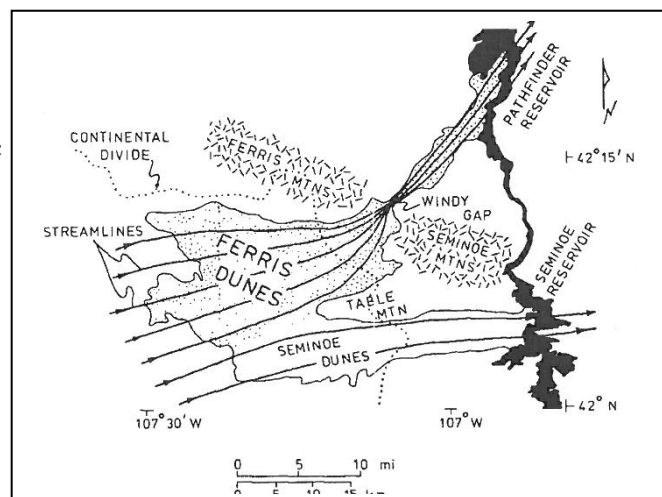 CONTINENTAL
DIVIDE
FERRIS
MTNS
PATHFINDER
RESERVOIR
N
42° 15' N
WINDY
GAP
STREAMLINES
FERRIS
DUNES
SEMINOE
MTNS
SEMINOE
RESERVOIR
TABLE
MTN
SEMINOE
DUNES
107° 30' W
107° W
42° N
0 5 10 mi
0 5 10 15 km